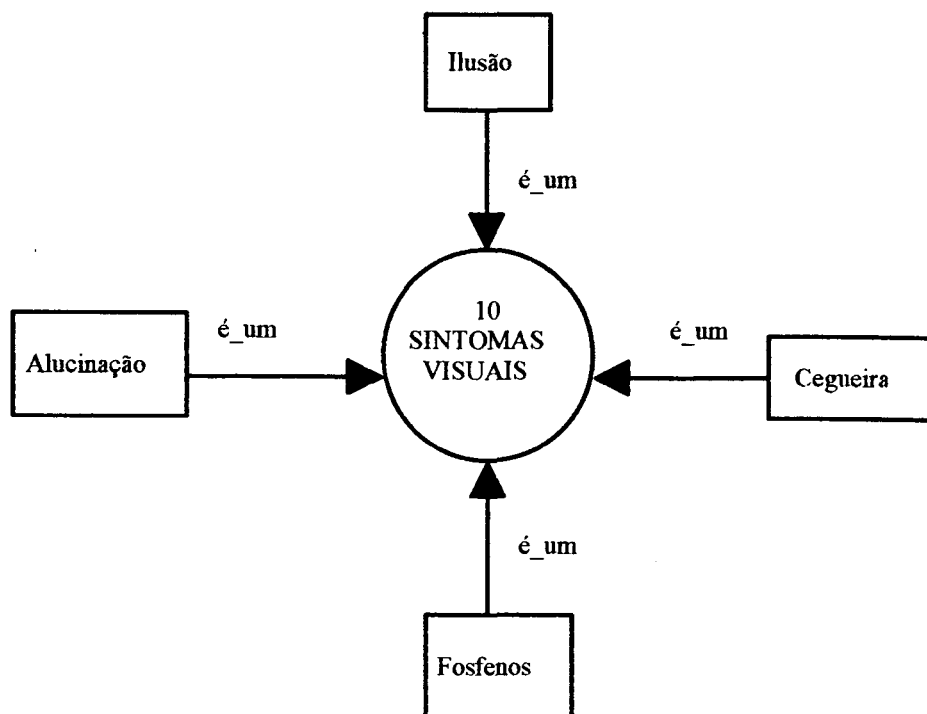 Ilusão
é_um
10
SINTOMAS
VISUAIS
Alucinação
é_um
é_um
Cegueira
é_um
Fosfenos